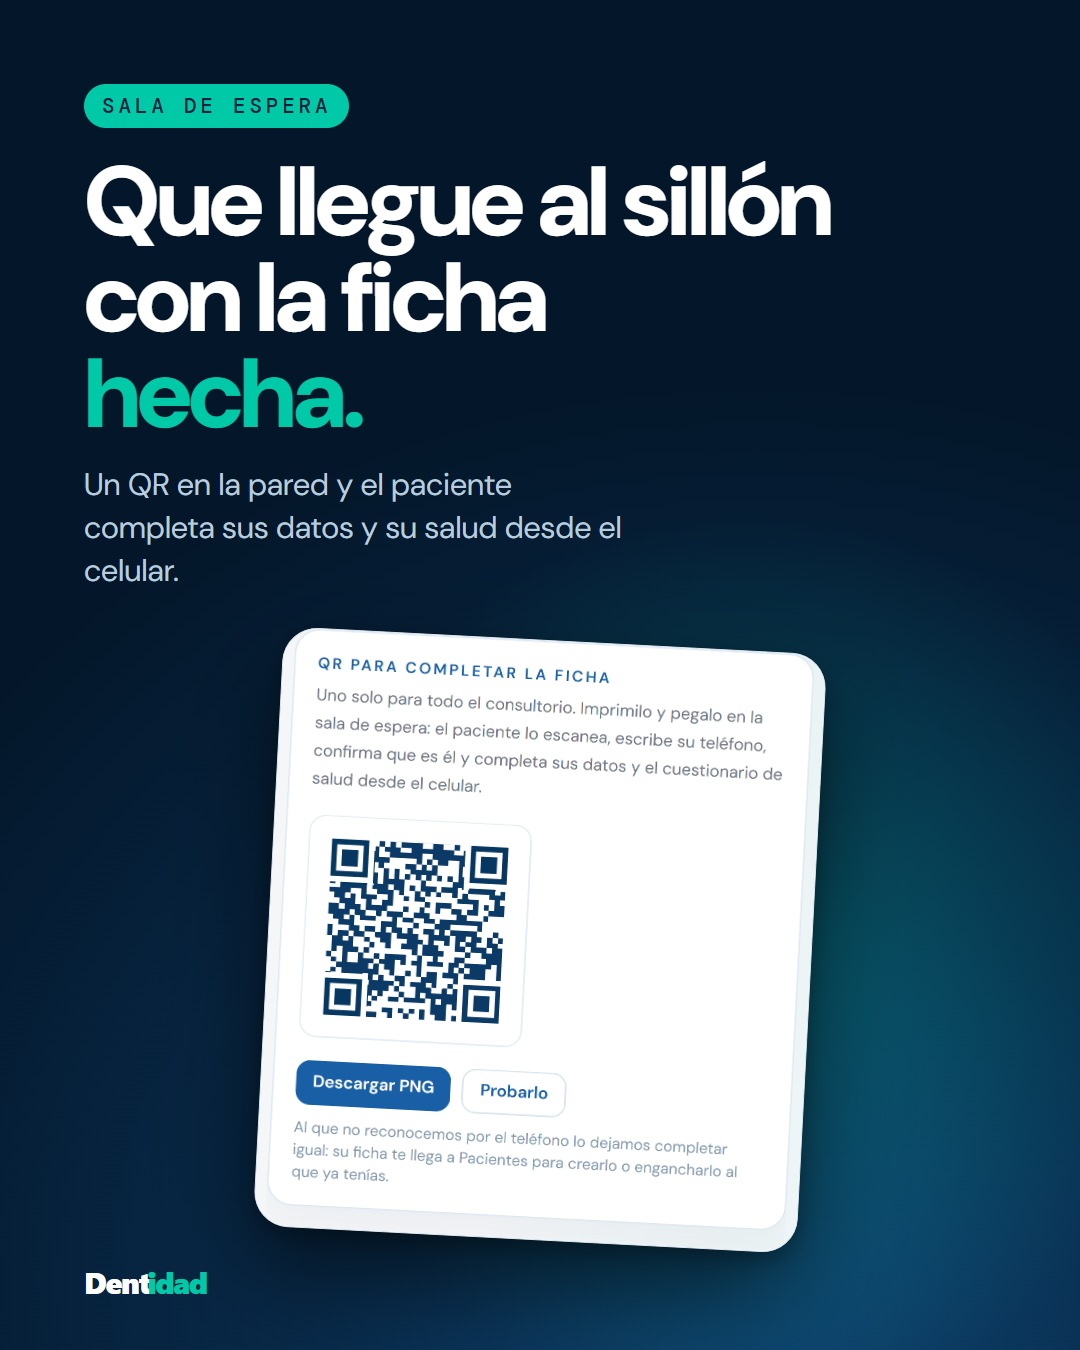 SALA DE ESPERA
Que llegue al sillón
con la ficha
hecha.
Un QR en la pared y el paciente
completa sus datos y su salud desde el
celular.
QR PARA COMPLETAR LA FICHA
Uno solo para todo el consultorio. Imprimilo y pegalo en la
sala de espera: el paciente lo escanea, escribe su teléfono,
confirma que es él y completa sus datos y el cuestionario de
salud desde el celular.
Descargar PNG
Probarlo
Al que no reconocemos por el teléfono lo dejamos completar
igual: su ficha te llega a Pacientes para crearlo o engancharlo al
que ya tenías.
Dentidad